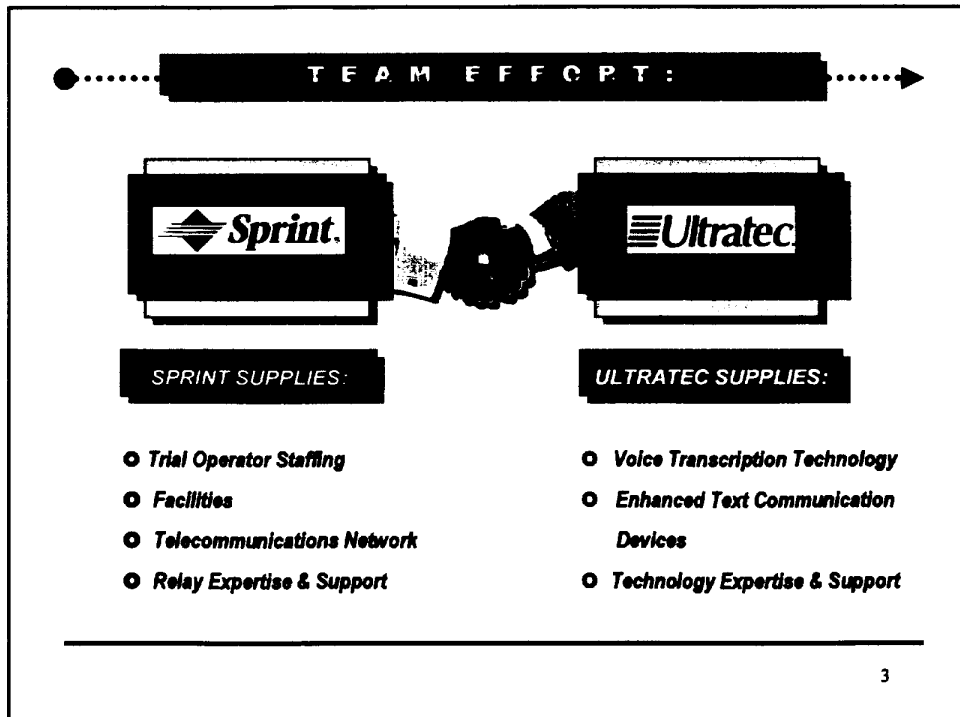 TEAM EFFORT:
Sprint.
Ultratec
SPRINT SUPPLIES:
Trial Operator Staffing
Facilities
Telecommunications Network
Relay Expertise & Support
ULTRATEC SUPPLIES:
Voice Transcription Technology
Enhanced Text Communication
Devices
Technology Expertise & Support
3